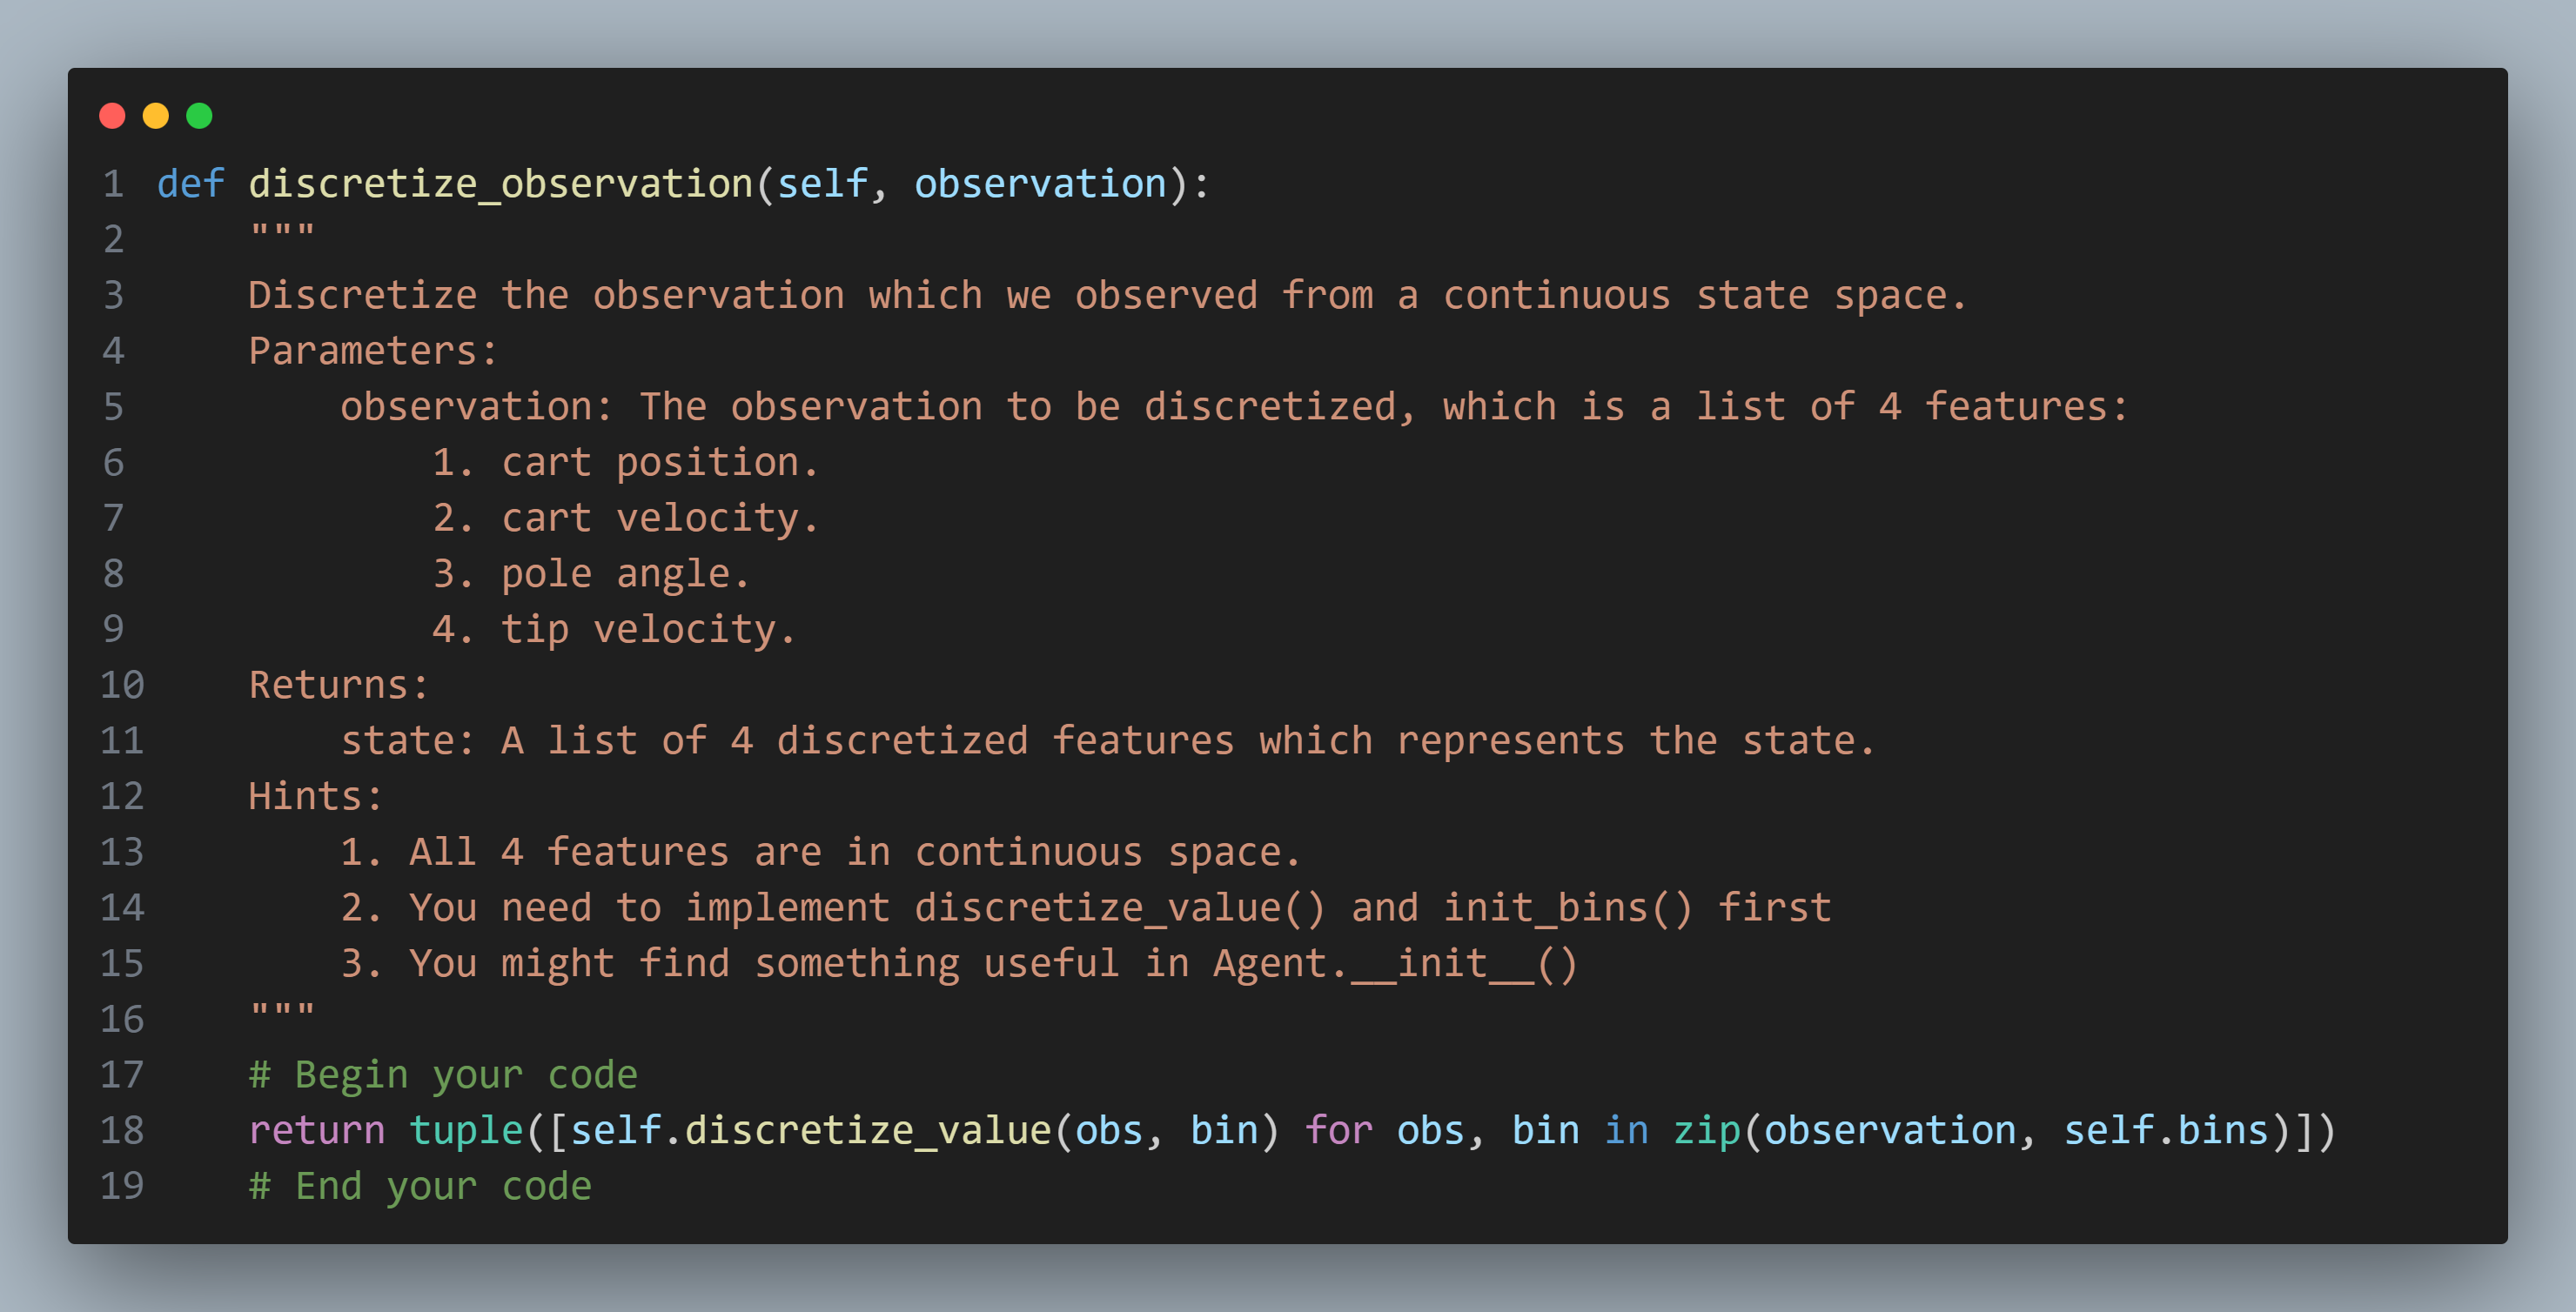 1 def discretize_observation(self, observation):
2     """
3     Discretize the observation which we observed from a continuous state space.
4     Parameters:
5         observation: The observation to be discretized, which is a list of 4 features:
6             1. cart position.
7             2. cart velocity.
8             3. pole angle.
9             4. tip velocity.
10     Returns:
11         state: A list of 4 discretized features which represents the state.
12     Hints:
13         1. All 4 features are in continuous space.
14         2. You need to implement discretize_value() and init_bins() first
15         3. You might find something useful in Agent.__init__()
16     """
17     # Begin your code
18     return tuple([self.discretize_value(obs, bin) for obs, bin in zip(observation, self.bins)])
19     # End your code